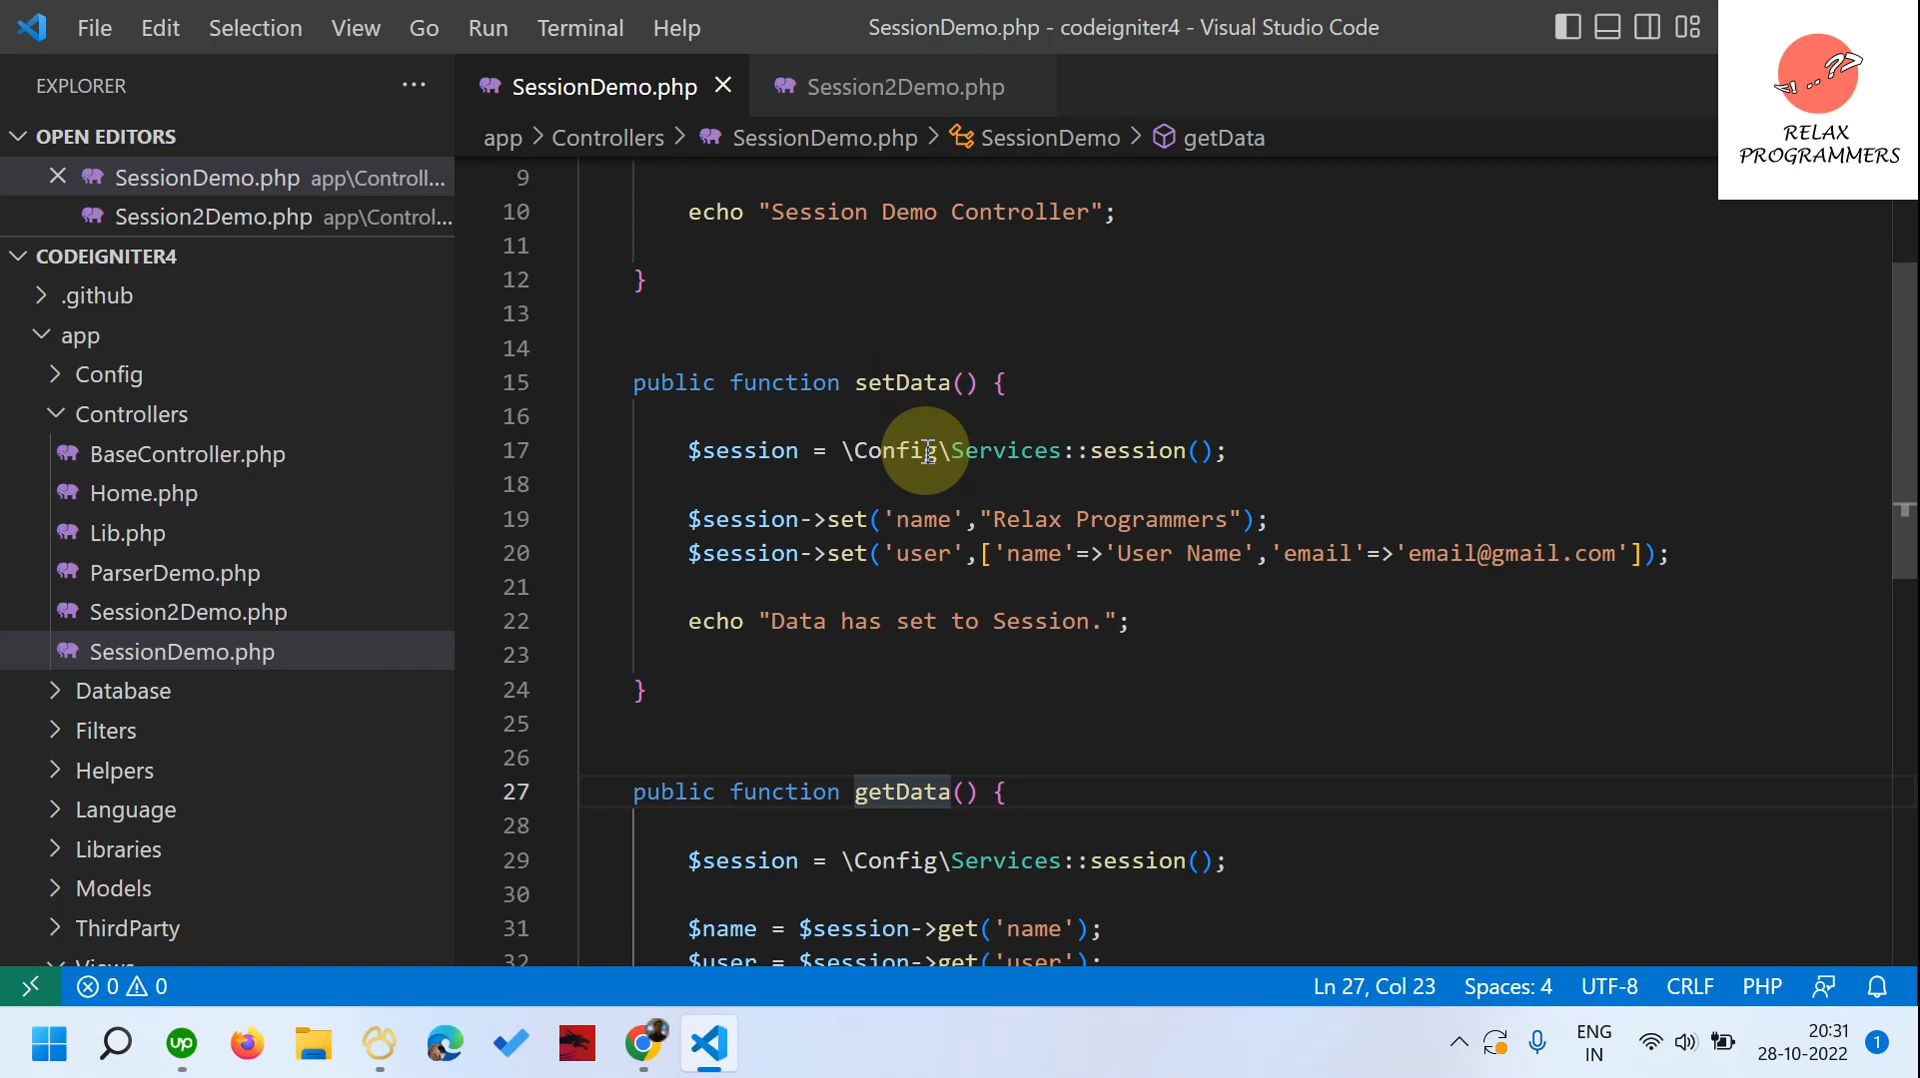 File Edit Selection View Go Run Terminal Help SessionDemo.php - codeigniter4 - Visual Studio Code
<! ..??>
RELAX
PROGRAMMERS
EXPLORER ···
OPEN EDITORS
SessionDemo.php app\Controll...
Session2Demo.php app\Control...
CODEIGNITER4
.github
app
Config
Controllers
BaseController.php
Home.php
Lib.php
ParserDemo.php
Session2Demo.php
SessionDemo.php
Database
Filters
Helpers
Language
Libraries
Models
ThirdParty
Views
SessionDemo.php Session2Demo.php
app > Controllers > SessionDemo.php > SessionDemo > getData
9
10 echo "Session Demo Controller";
11
12 }
13
14
15 public function setData() {
16
17 $session = \Config\Services::session();
18
19 $session->set('name',"Relax Programmers");
20 $session->set('user',['name'=>'User Name','email'=>'email@gmail.com']);
21
22 echo "Data has set to Session.";
23
24 }
25
26
27 public function getData() {
28
29 $session = \Config\Services::session();
30
31 $name = $session->get('name');
32 $user = $session->get('user');
0 0 Ln 27, Col 23 Spaces: 4 UTF-8 CRLF PHP
up
ENG
IN
20:31
28-10-2022
1